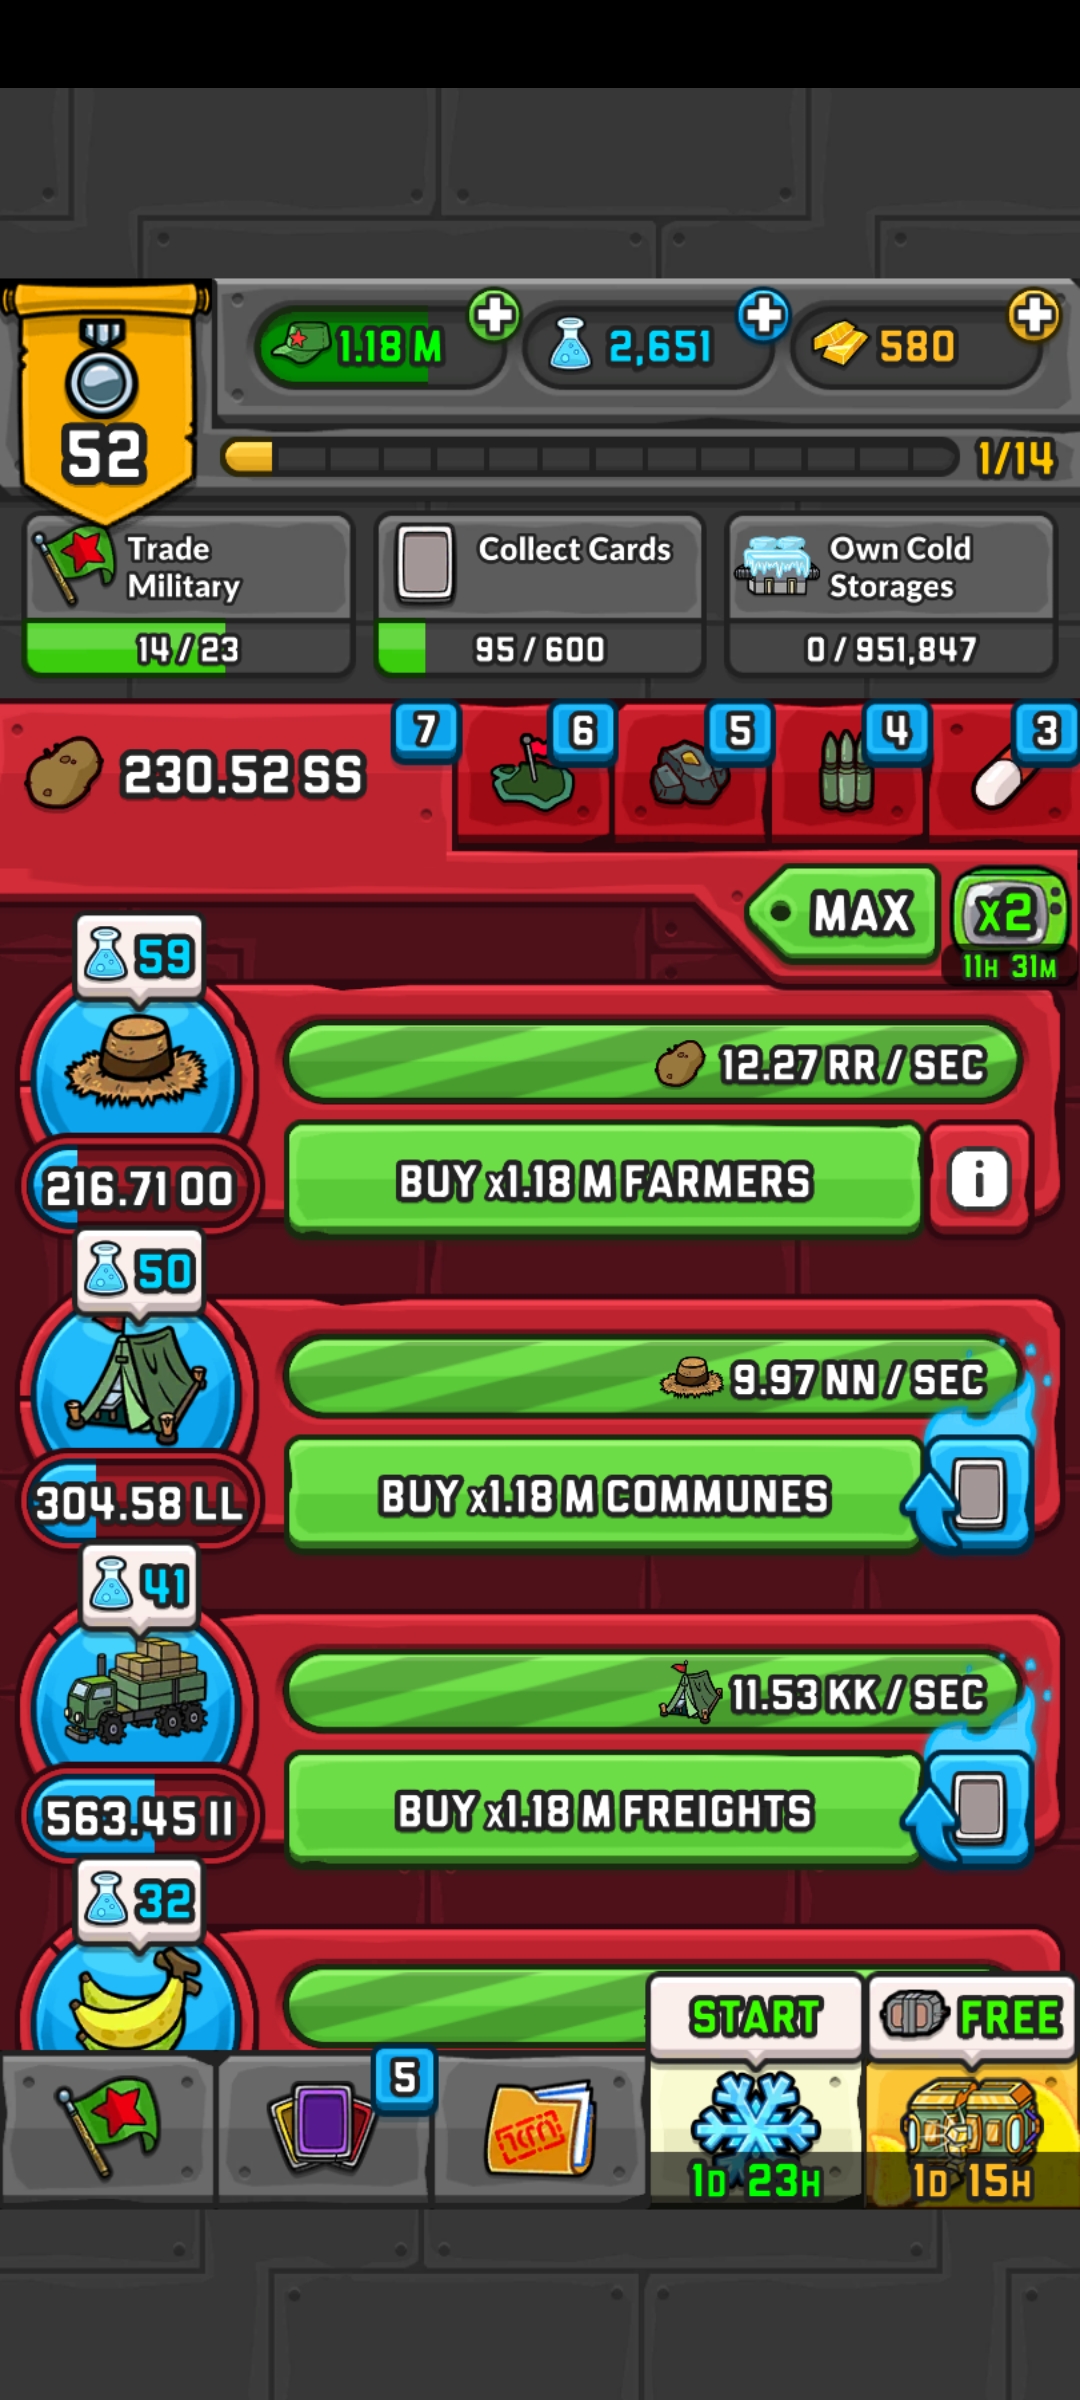 1.18 M
2,651
580
52
1/14
Trade
Military
14/23
Collect Cards
95/600
Own Cold
Storages
0/951,847
230.52 SS
7
6
5
4
3
MAX
x2
11H 31M
59
12.27 RR / SEC
216.71 OO
BUY x1.18 M FARMERS
i
50
9.97 NN / SEC
304.58 LL
BUY x1.18 M COMMUNES
41
11.53 KK / SEC
563.45 II
BUY x1.18 M FREIGHTS
32
START
FREE
5
1D 23H
1D 15H